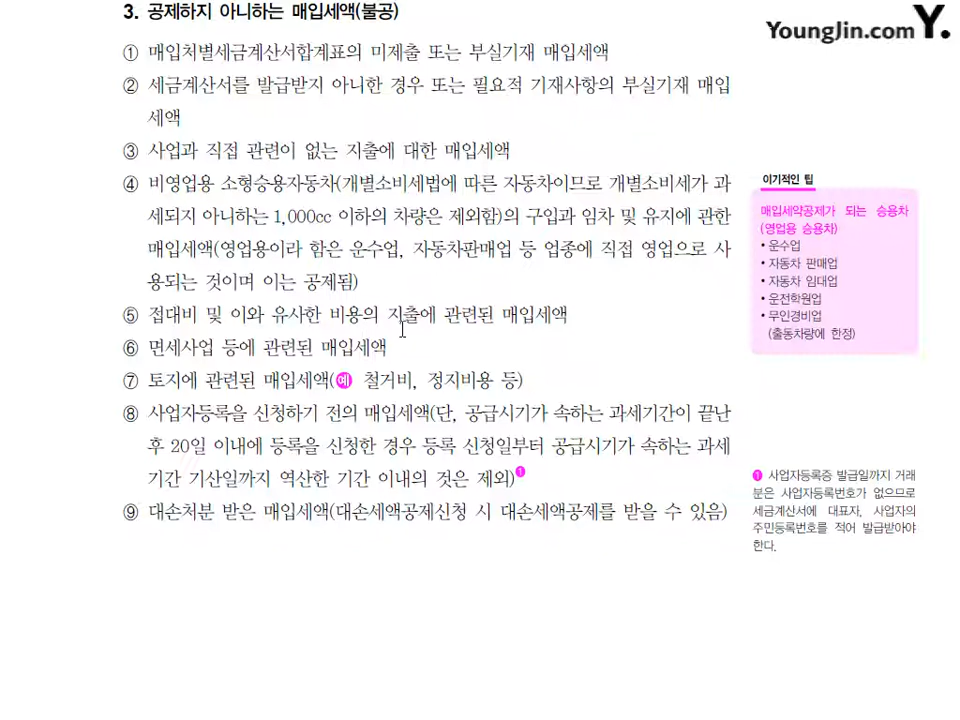 3. 공제하지 아니하는 매입세액(불공)
YoungJin.com Y.
① 매입처별세금계산서합계표의 미제출 또는 부실기재 매입세액
② 세금계산서를 발급받지 아니한 경우 또는 필요적 기재사항의 부실기재 매입
세액
③ 사업과 직접 관련이 없는 지출에 대한 매입세액
④ 비영업용 소형승용자동차(개별소비세법에 따른 자동차이므로 개별소비세가 과
세되지 아니하는 1,000cc 이하의 차량은 제외함)의 구입과 임차 및 유지에 관한
매입세액(영업용이라 함은 운수업, 자동차판매업 등 업종에 직접 영업으로 사
용되는 것이며 이는 공제됨)
⑤ 접대비 및 이와 유사한 비용의 지출에 관련된 매입세액
⑥ 면세사업 등에 관련된 매입세액
⑦ 토지에 관련된 매입세액(예 철거비, 정지비용 등)
⑧ 사업자등록을 신청하기 전의 매입세액(단, 공급시기가 속하는 과세기간이 끝난
후 20일 이내에 등록을 신청한 경우 등록 신청일부터 공급시기가 속하는 과세
기간 기산일까지 역산한 기간 이내의 것은 제외)❶
⑨ 대손처분 받은 매입세액(대손세액공제신청 시 대손세액공제를 받을 수 있음)
이기적인 팁
매입세약공제가 되는 승용차
(영업용 승용차)
• 운수업
• 자동차 판매업
• 자동차 임대업
• 운전학원업
• 무인경비업
(출동차량에 한정)
❶ 사업자등록증 발급일까지 거래
분은 사업자등록번호가 없으므로
세금계산서에 대표자, 사업자의
주민등록번호를 적어 발급받아야
한다.